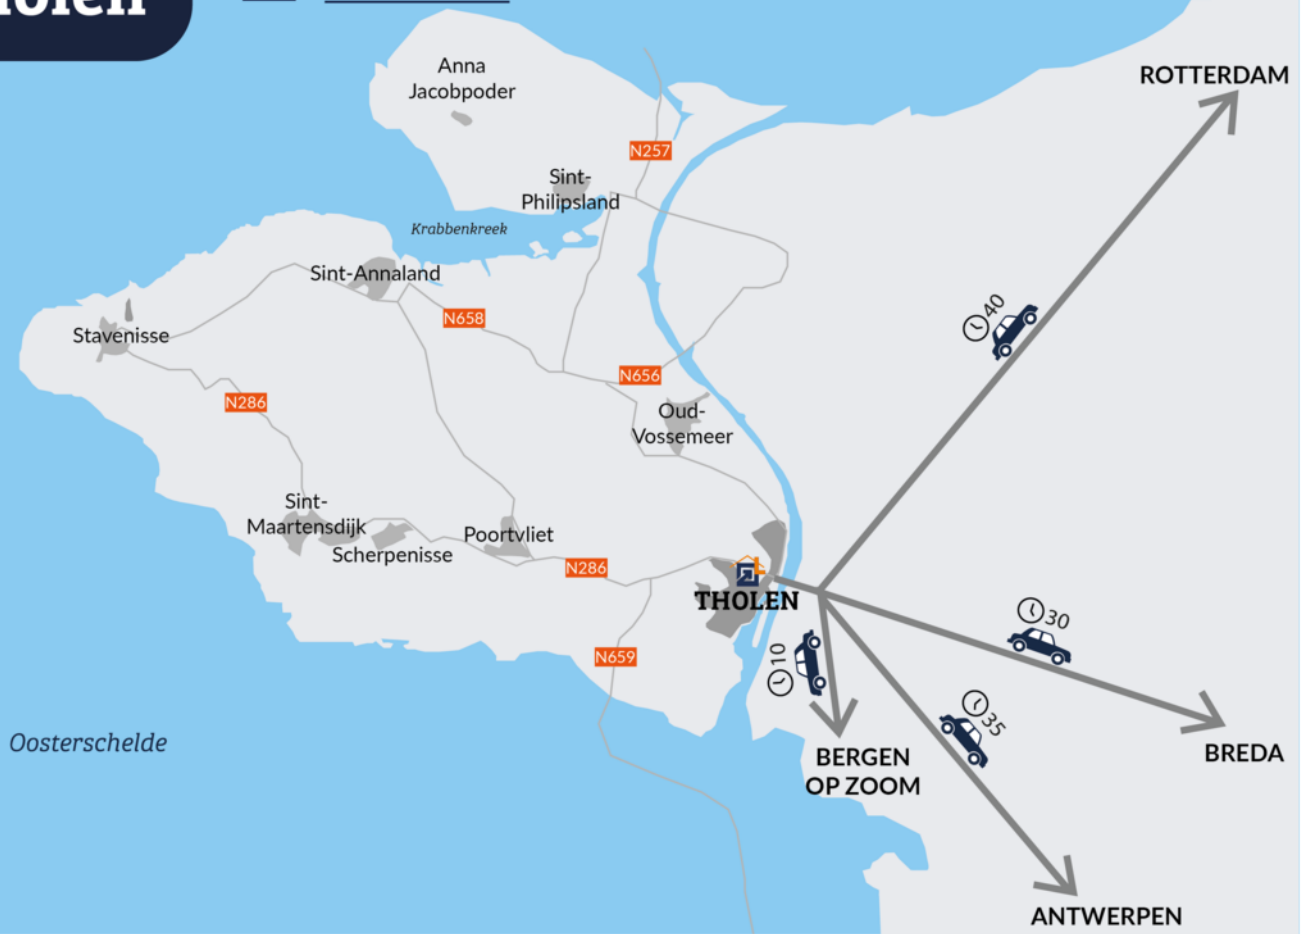 Anna
Jacobpoder
ROTTERDAM
N257
Sint-
Philipsland
Krabbenkreek
Sint-Annaland
N658
40
Stavenisse
N656
N286
Oud-
Vossemeer
Sint-
Maartensdijk
Scherpenisse
Poortvliet
N286
THOLEN
30
N659
10
35
Oosterschelde
BERGEN
OP ZOOM
BREDA
ANTWERPEN